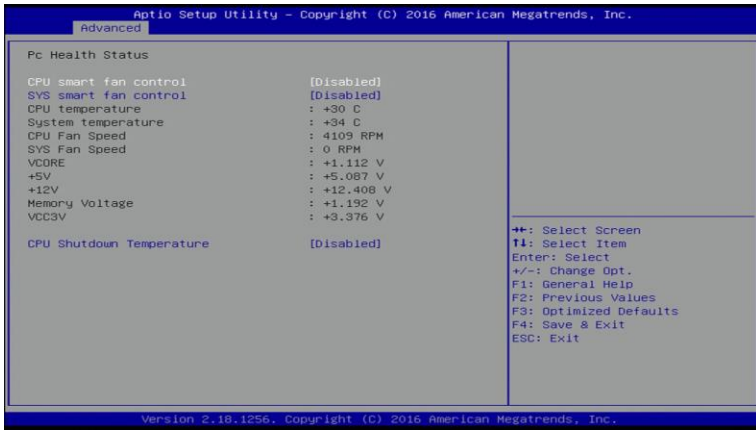 Aptio Setup Utility – Copyright (C) 2016 American Megatrends, Inc.
Advanced
Pc Health Status
CPU smart fan control [Disabled]
SYS smart fan control [Disabled]
CPU temperature : +30 C
System temperature : +34 C
CPU Fan Speed : 4109 RPM
SYS Fan Speed : 0 RPM
VCORE : +1.112 V
+5V : +5.087 V
+12V : +12.408 V
Memory Voltage : +1.192 V
VCC3V : +3.376 V
CPU Shutdown Temperature [Disabled]
→←: Select Screen
↑↓: Select Item
Enter: Select
+/-: Change Opt.
F1: General Help
F2: Previous Values
F3: Optimized Defaults
F4: Save & Exit
ESC: Exit
Version 2.18.1256. Copyright (C) 2016 American Megatrends, Inc.